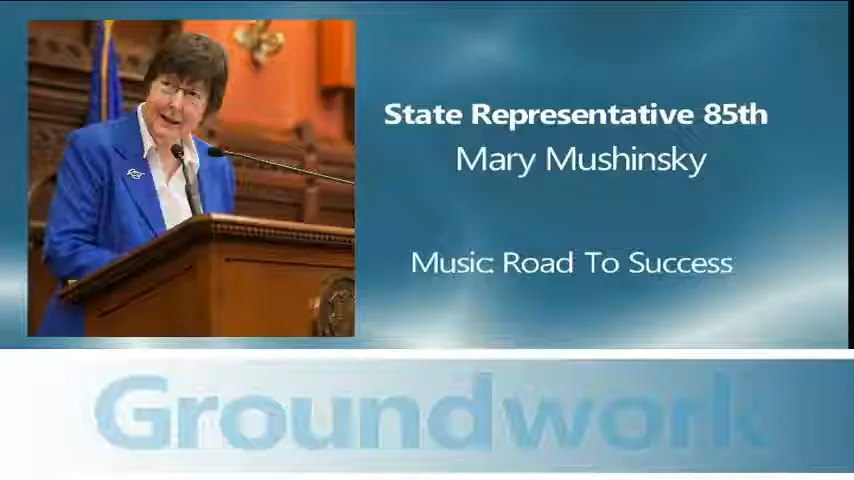 State Representative 85th
Mary Mushinsky
Music: Road To Success
Groundwork